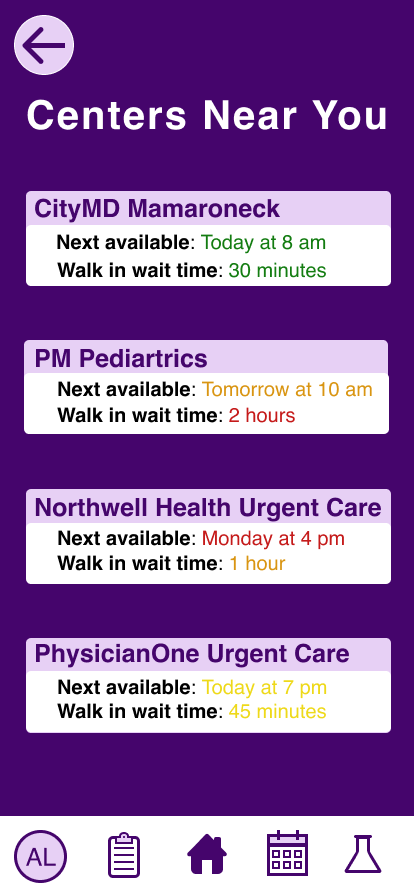 Centers Near You
CityMD Mamaroneck
Next available: Today at 8 am
Walk in wait time: 30 minutes
PM Pediartrics
Next available: Tomorrow at 10 am
Walk in wait time: 2 hours
Northwell Health Urgent Care
Next available: Monday at 4 pm
Walk in wait time: 1 hour
PhysicianOne Urgent Care
Next available: Today at 7 pm
Walk in wait time: 45 minutes
AL